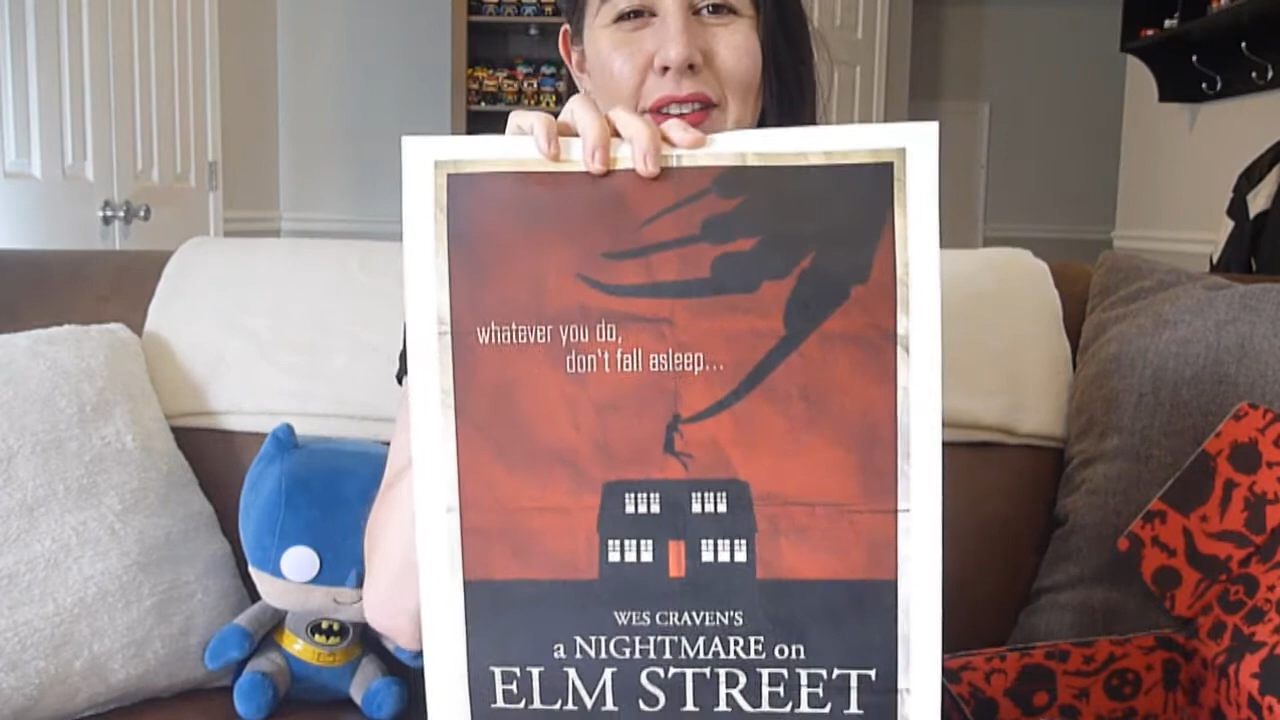 whatever you do,
don't fall asleep...
WES CRAVEN'S
a NIGHTMARE on
ELM STREET